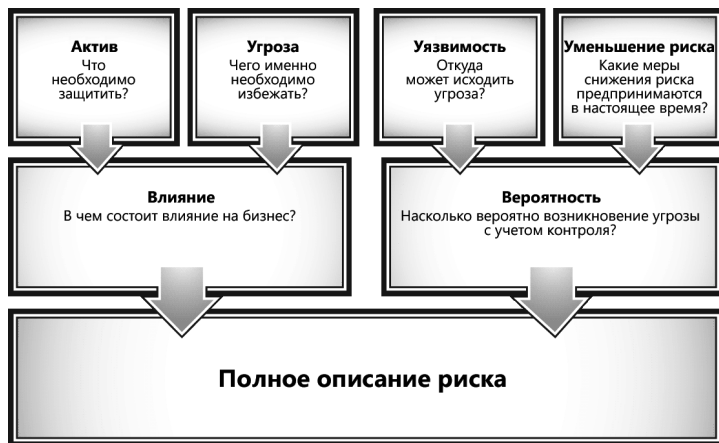 Актив
Что
необходимо
защитить?
Угроза
Чего именно
необходимо
избежать?
Уязвимость
Откуда
может исходить
угроза?
Уменьшение риска
Какие меры
снижения риска
предпринимаются
в настоящее время?
Влияние
В чем состоит влияние на бизнес?
Вероятность
Насколько вероятно возникновение угрозы
с учетом контроля?
Полное описание риска